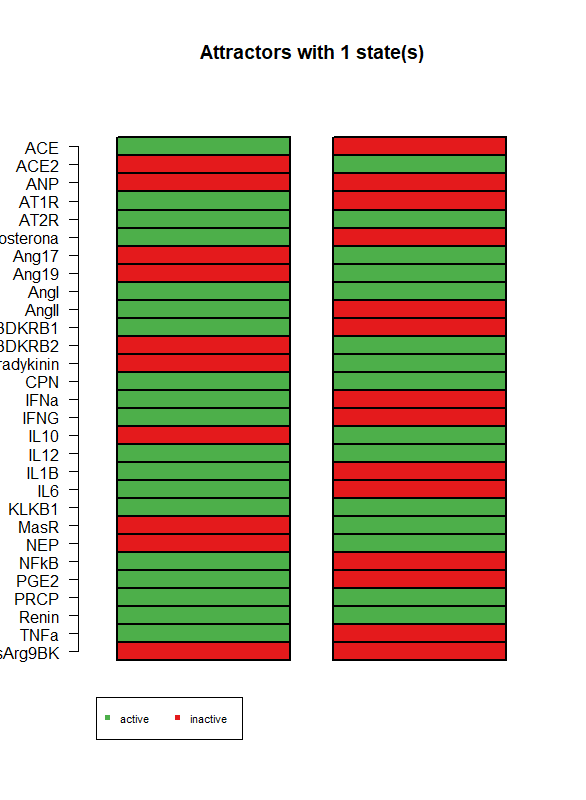 Attractors with 1 state(s)
ACE
ACE2
ANP
AT1R
AT2R
osterona
Ang17
Ang19
AngI
AngII
BDKRB1
BDKRB2
radykinin
CPN
IFNa
IFNG
IL10
IL12
IL1B
IL6
KLKB1
MasR
NEP
NFkB
PGE2
PRCP
Renin
TNFa
sArg9BK
active inactive